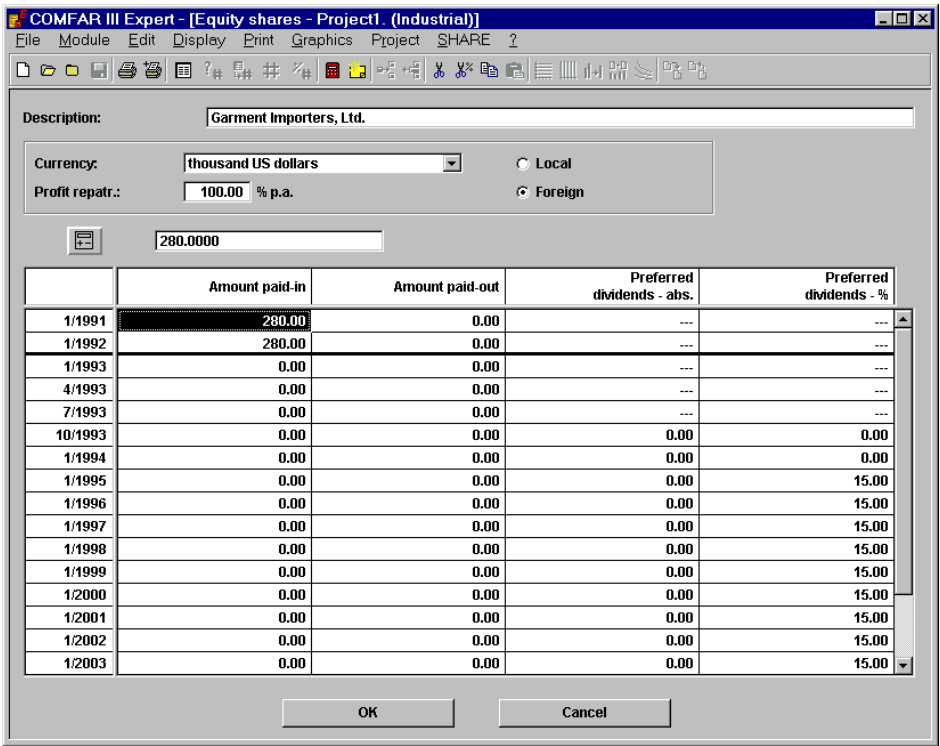 COMFAR III Expert - [Equity shares - Project1. (Industrial)]
File Module Edit Display Print Graphics Project SHARE ?
Description: Garment Importers, Ltd.
Currency: thousand US dollars Local
Profit repatr.: 100.00 % p.a. Foreign
280.0000
Amount paid-in Amount paid-out Preferred dividends - abs. Preferred dividends - %
1/1991 280.00 0.00 --- ---
1/1992 280.00 0.00 --- ---
1/1993 0.00 0.00 --- ---
4/1993 0.00 0.00 --- ---
7/1993 0.00 0.00 --- ---
10/1993 0.00 0.00 0.00 0.00
1/1994 0.00 0.00 0.00 0.00
1/1995 0.00 0.00 0.00 15.00
1/1996 0.00 0.00 0.00 15.00
1/1997 0.00 0.00 0.00 15.00
1/1998 0.00 0.00 0.00 15.00
1/1999 0.00 0.00 0.00 15.00
1/2000 0.00 0.00 0.00 15.00
1/2001 0.00 0.00 0.00 15.00
1/2002 0.00 0.00 0.00 15.00
1/2003 0.00 0.00 0.00 15.00
OK Cancel